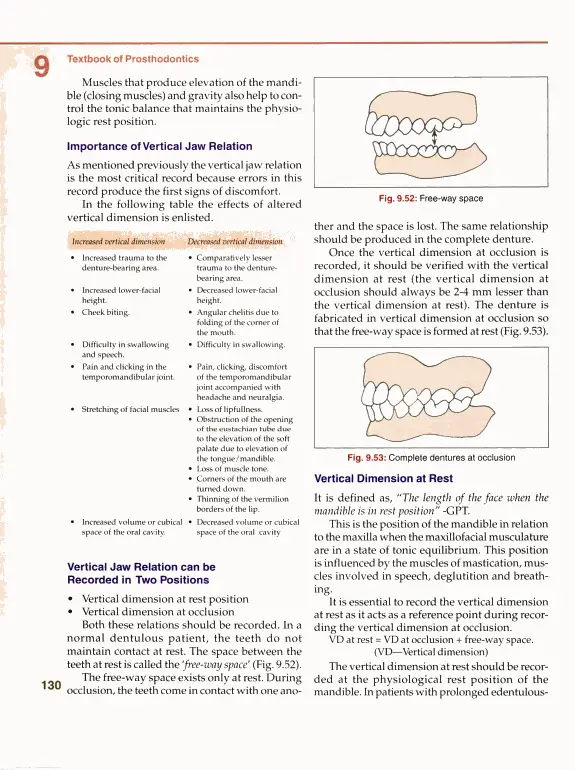 9
Textbook of Prosthodontics
Muscles that produce elevation of the mandi-
ble (closing muscles) and gravity also help to con-
trol the tonic balance that maintains the physio-
logic rest position.
Importance of Vertical Jaw Relation
As mentioned previously the vertical jaw relation
is the most critical record because errors in this
record produce the first signs of discomfort.
In the following table the effects of altered
vertical dimension is enlisted.
Increased vertical dimension Decreased vertical dimension
• Increased trauma to the • Comparatively lesser
denture-bearing area. trauma to the denture-
bearing area.
• Increased lower-facial • Decreased lower-facial
height. height.
• Cheek biting. • Angular chelitis due to
folding of the corner of
the mouth.
• Difficulty in swallowing • Difficulty in swallowing.
and speech.
• Pain and clicking in the • Pain, clicking, discomfort
temporomandibular joint. of the temporomandibular
joint accompanied with
headache and neuralgia.
• Stretching of facial muscles • Loss of lipfullness.
• Obstruction of the opening
of the eustachian tube due
to the elevation of the soft
palate due to elevation of
the tongue/mandible.
• Loss of muscle tone.
• Corners of the mouth are
turned down.
• Thinning of the vermilion
borders of the lip.
• Increased volume or cubical • Decreased volume or cubical
space of the oral cavity. space of the oral cavity
Vertical Jaw Relation can be
Recorded in Two Positions
• Vertical dimension at rest position
• Vertical dimension at occlusion
Both these relations should be recorded. In a
normal dentulous patient, the teeth do not
maintain contact at rest. The space between the
teeth at rest is called the 'free-way space' (Fig. 9.52).
The free-way space exists only at rest. During
occlusion, the teeth come in contact with one ano-
130
Fig. 9.52: Free-way space
ther and the space is lost. The same relationship
should be produced in the complete denture.
Once the vertical dimension at occlusion is
recorded, it should be verified with the vertical
dimension at rest (the vertical dimension at
occlusion should always be 2-4 mm lesser than
the vertical dimension at rest). The denture is
fabricated in vertical dimension at occlusion so
that the free-way space is formed at rest (Fig. 9.53).
Fig. 9.53: Complete dentures at occlusion
Vertical Dimension at Rest
It is defined as, "The length of the face when the
mandible is in rest position" -GPT.
This is the position of the mandible in relation
to the maxilla when the maxillofacial musculature
are in a state of tonic equilibrium. This position
is influenced by the muscles of mastication, mus-
cles involved in speech, deglutition and breath-
ing.
It is essential to record the vertical dimension
at rest as it acts as a reference point during recor-
ding the vertical dimension at occlusion.
VD at rest = VD at occlusion + free-way space.
(VD—Vertical dimension)
The vertical dimension at rest should be recor-
ded at the physiological rest position of the
mandible. In patients with prolonged edentulous-